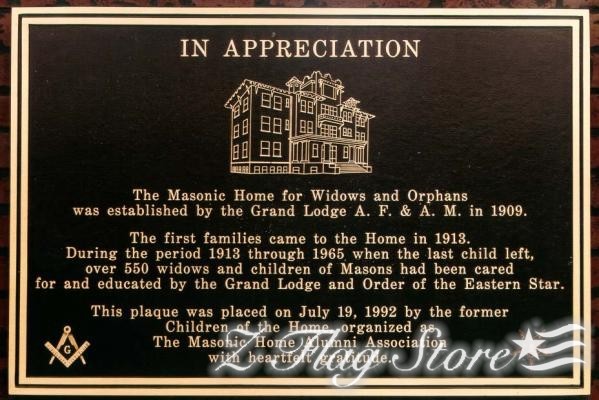 IN APPRECIATION
The Masonic Home for Widows and Orphans
was established by the Grand Lodge A. F. & A. M. in 1909.
The first families came to the Home in 1913.
During the period 1913 through 1965 when the last child left,
over 550 widows and children of Masons had been cared
for and educated by the Grand Lodge and Order of the Eastern Star.
This plaque was placed on July 19, 1992 by the former
Children of the Home, organized as
The Masonic Home Alumni Association
with heartfelt gratitude.
G
Z Flag Store